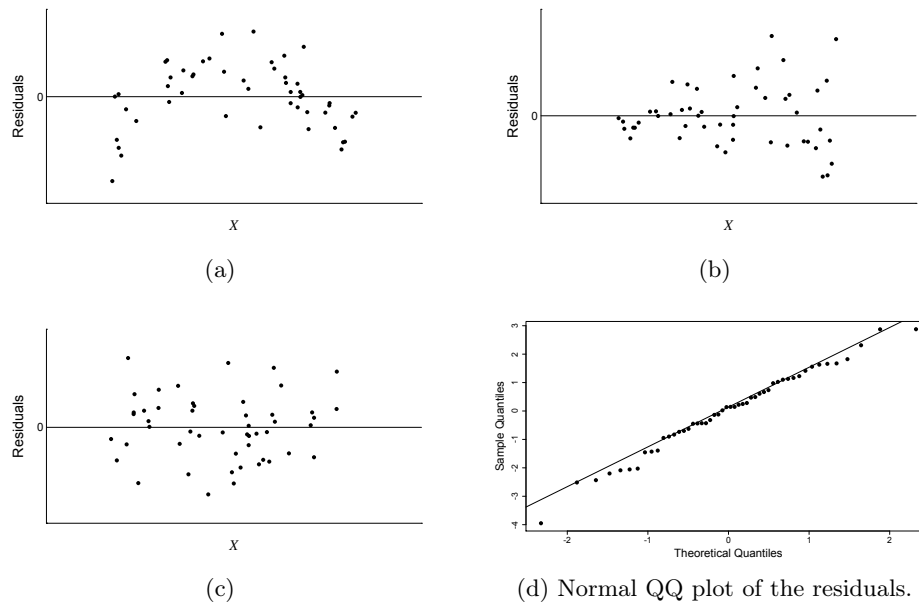 Residuals
0
X
(a)
Residuals
0
X
(b)
Residuals
0
X
(c)
Sample Quantiles
3
2
1
0
-1
-2
-3
-4
-2
-1
0
1
2
Theoretical Quantiles
(d) Normal QQ plot of the residuals.